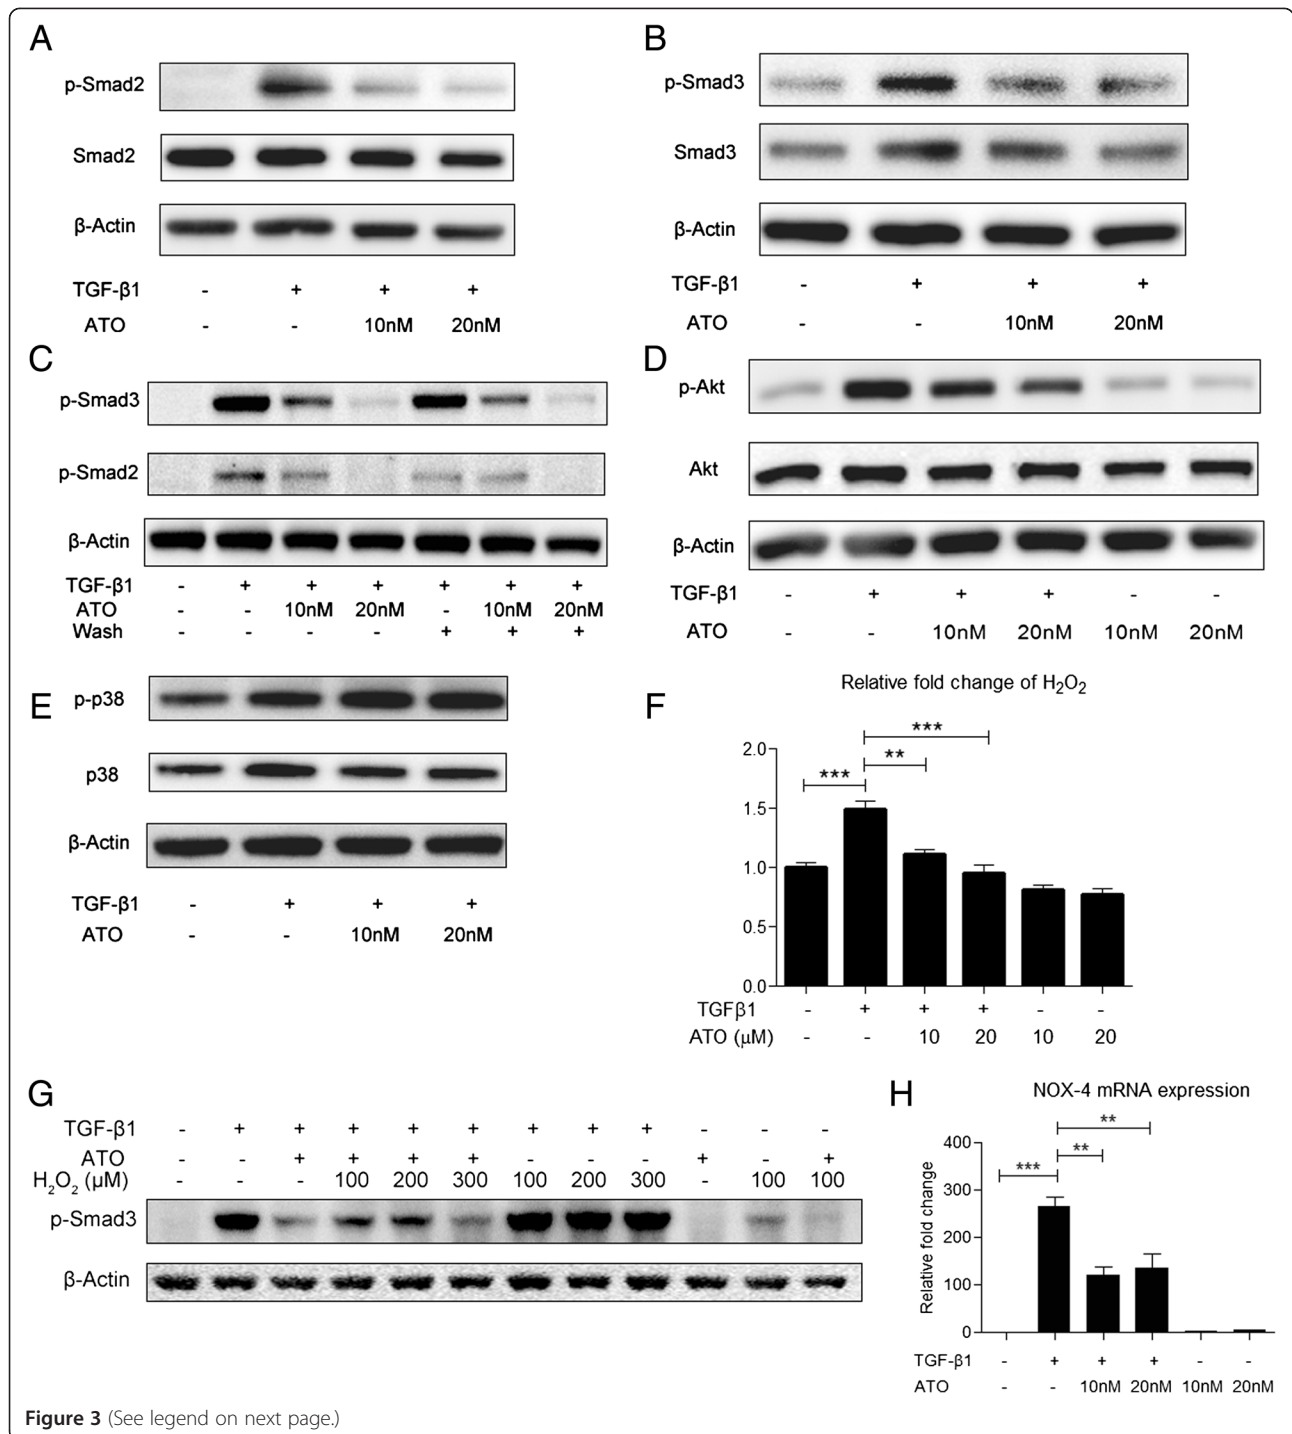 A
p-Smad2
Smad2
β-Actin
TGF-β1 - + + +
ATO - - 10nM 20nM
B
p-Smad3
Smad3
β-Actin
TGF-β1 - + + +
ATO - - 10nM 20nM
C
p-Smad3
p-Smad2
β-Actin
TGF-β1 - + + + + + +
ATO - - 10nM 20nM - 10nM 20nM
Wash - - - - + + +
D
p-Akt
Akt
β-Actin
TGF-β1 - + + + - -
ATO - - 10nM 20nM 10nM 20nM
E
p-p38
p38
β-Actin
TGF-β1 - + + +
ATO - - 10nM 20nM
F
Relative fold change of H₂O₂
***
**
***
2.0
1.5
1.0
0.5
0.0
TGFβ1 - + + + - -
ATO (μM) - - 10 20 10 20
G
TGF-β1 - + + + + + + + + - - -
ATO - - + + + + - - - + - +
H₂O₂ (μM) - - - 100 200 300 100 200 300 - 100 100
p-Smad3
β-Actin
H
NOX-4 mRNA expression
**
**
***
Relative fold change
400
300
200
100
0
TGF-β1 - + + + - -
ATO - - 10nM 20nM 10nM 20nM
Figure 3 (See legend on next page.)